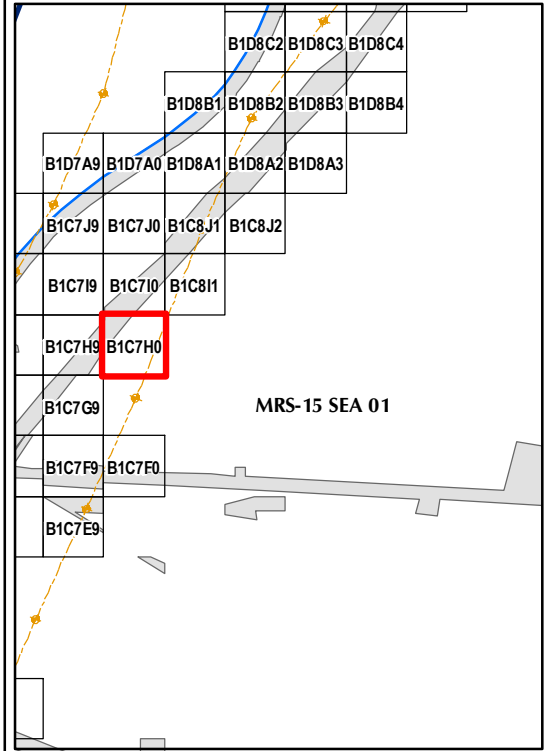 B1D8C2 B1D8C3 B1D8C4
B1D8B1 B1D8B2 B1D8B3 B1D8B4
B1D7A9 B1D7A0 B1D8A1 B1D8A2 B1D8A3
B1C7J9 B1C7J0 B1C8J1 B1C8J2
B1C7I9 B1C7I0 B1C8I1
B1C7H9 B1C7H0
B1C7G9 MRS-15 SEA 01
B1C7F9 B1C7F0
B1C7E9